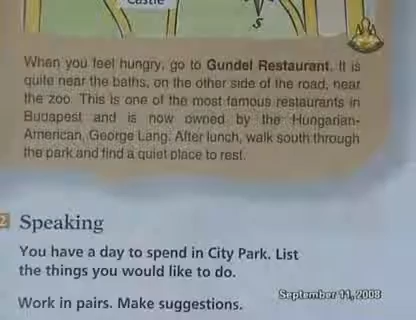 Castle
S
When you feel hungry, go to Gundel Restaurant. It is
quite near the baths, on the other side of the road, near
the zoo. This is one of the most famous restaurants in
Budapest and is now owned by the Hungarian-
American, George Lang. After lunch, walk south through
the park and find a quiet place to rest.
2 Speaking
You have a day to spend in City Park. List
the things you would like to do.
September 11, 2008
Work in pairs. Make suggestions.